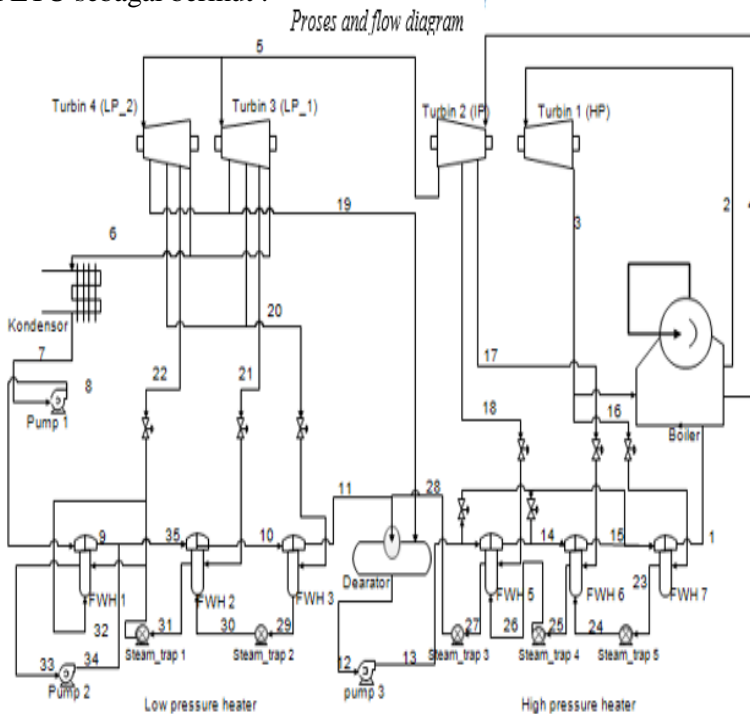 sebagai berikut :
Proses and flow diagram
5
Turbin 4 (LP_2)
Turbin 3 (LP_1)
Turbin 2 (IP)
Turbin 1 (HP)
2
4
3
19
6
20
Kondensor
7
8
Pump 1
22
21
17
18
16
Boiler
11
28
9
35
10
14
15
1
Dearator
FWH 1
FWH 2
FWH 3
FWH 5
FWH 6
FWH 7
23
32
31
30
29
27
26
25
24
Steam_trap 1
Steam_trap 2
Steam_trap 3
Steam_trap 4
Steam_trap 5
33
34
12
13
Pump 2
pump 3
Low pressure heater
High pressure heater